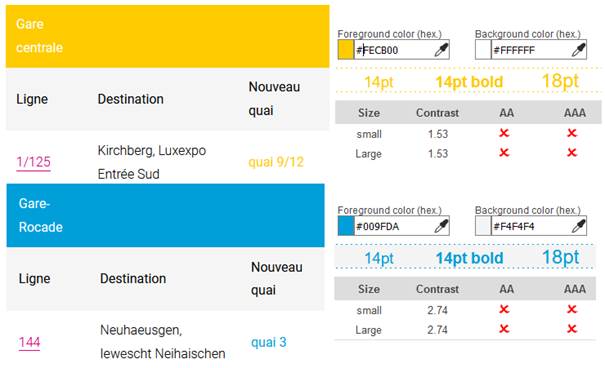 Gare
centrale
Ligne Destination Nouveau
quai
1/125 Kirchberg, Luxexpo
Entrée Sud quai 9/12
Foreground color (hex.) Background color (hex.)
#FECB00 #FFFFFF
14pt 14pt bold 18pt
Size Contrast AA AAA
small 1.53 ✘ ✘
Large 1.53 ✘ ✘
Gare-
Rocade
Ligne Destination Nouveau
quai
144 Neuhaeusgen,
Iewescht Neihaischen quai 3
Foreground color (hex.) Background color (hex.)
#009FDA #F4F4F4
14pt 14pt bold 18pt
Size Contrast AA AAA
small 2.74 ✘ ✘
Large 2.74 ✘ ✘